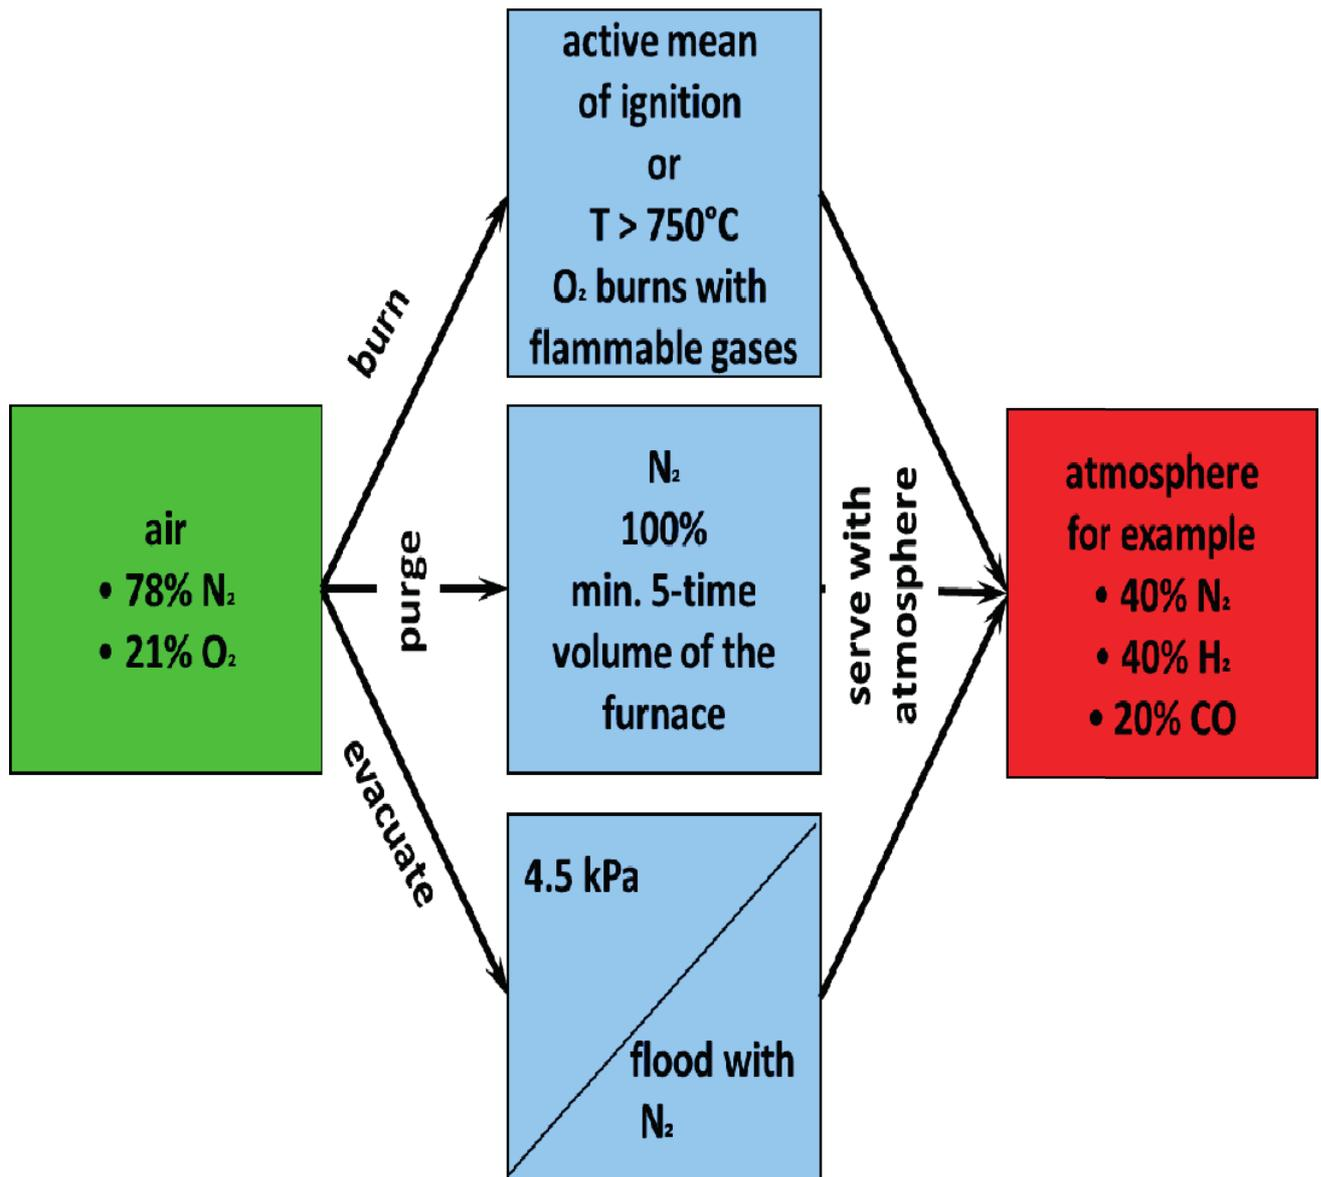 air
• 78% N₂
• 21% O₂
burn
purge
evacuate
active mean
of ignition
or
T > 750°C
O₂ burns with
flammable gases
N₂
100%
min. 5-time
volume of the
furnace
4.5 kPa
flood with
N₂
serve with
atmosphere
atmosphere
for example
• 40% N₂
• 40% H₂
• 20% CO